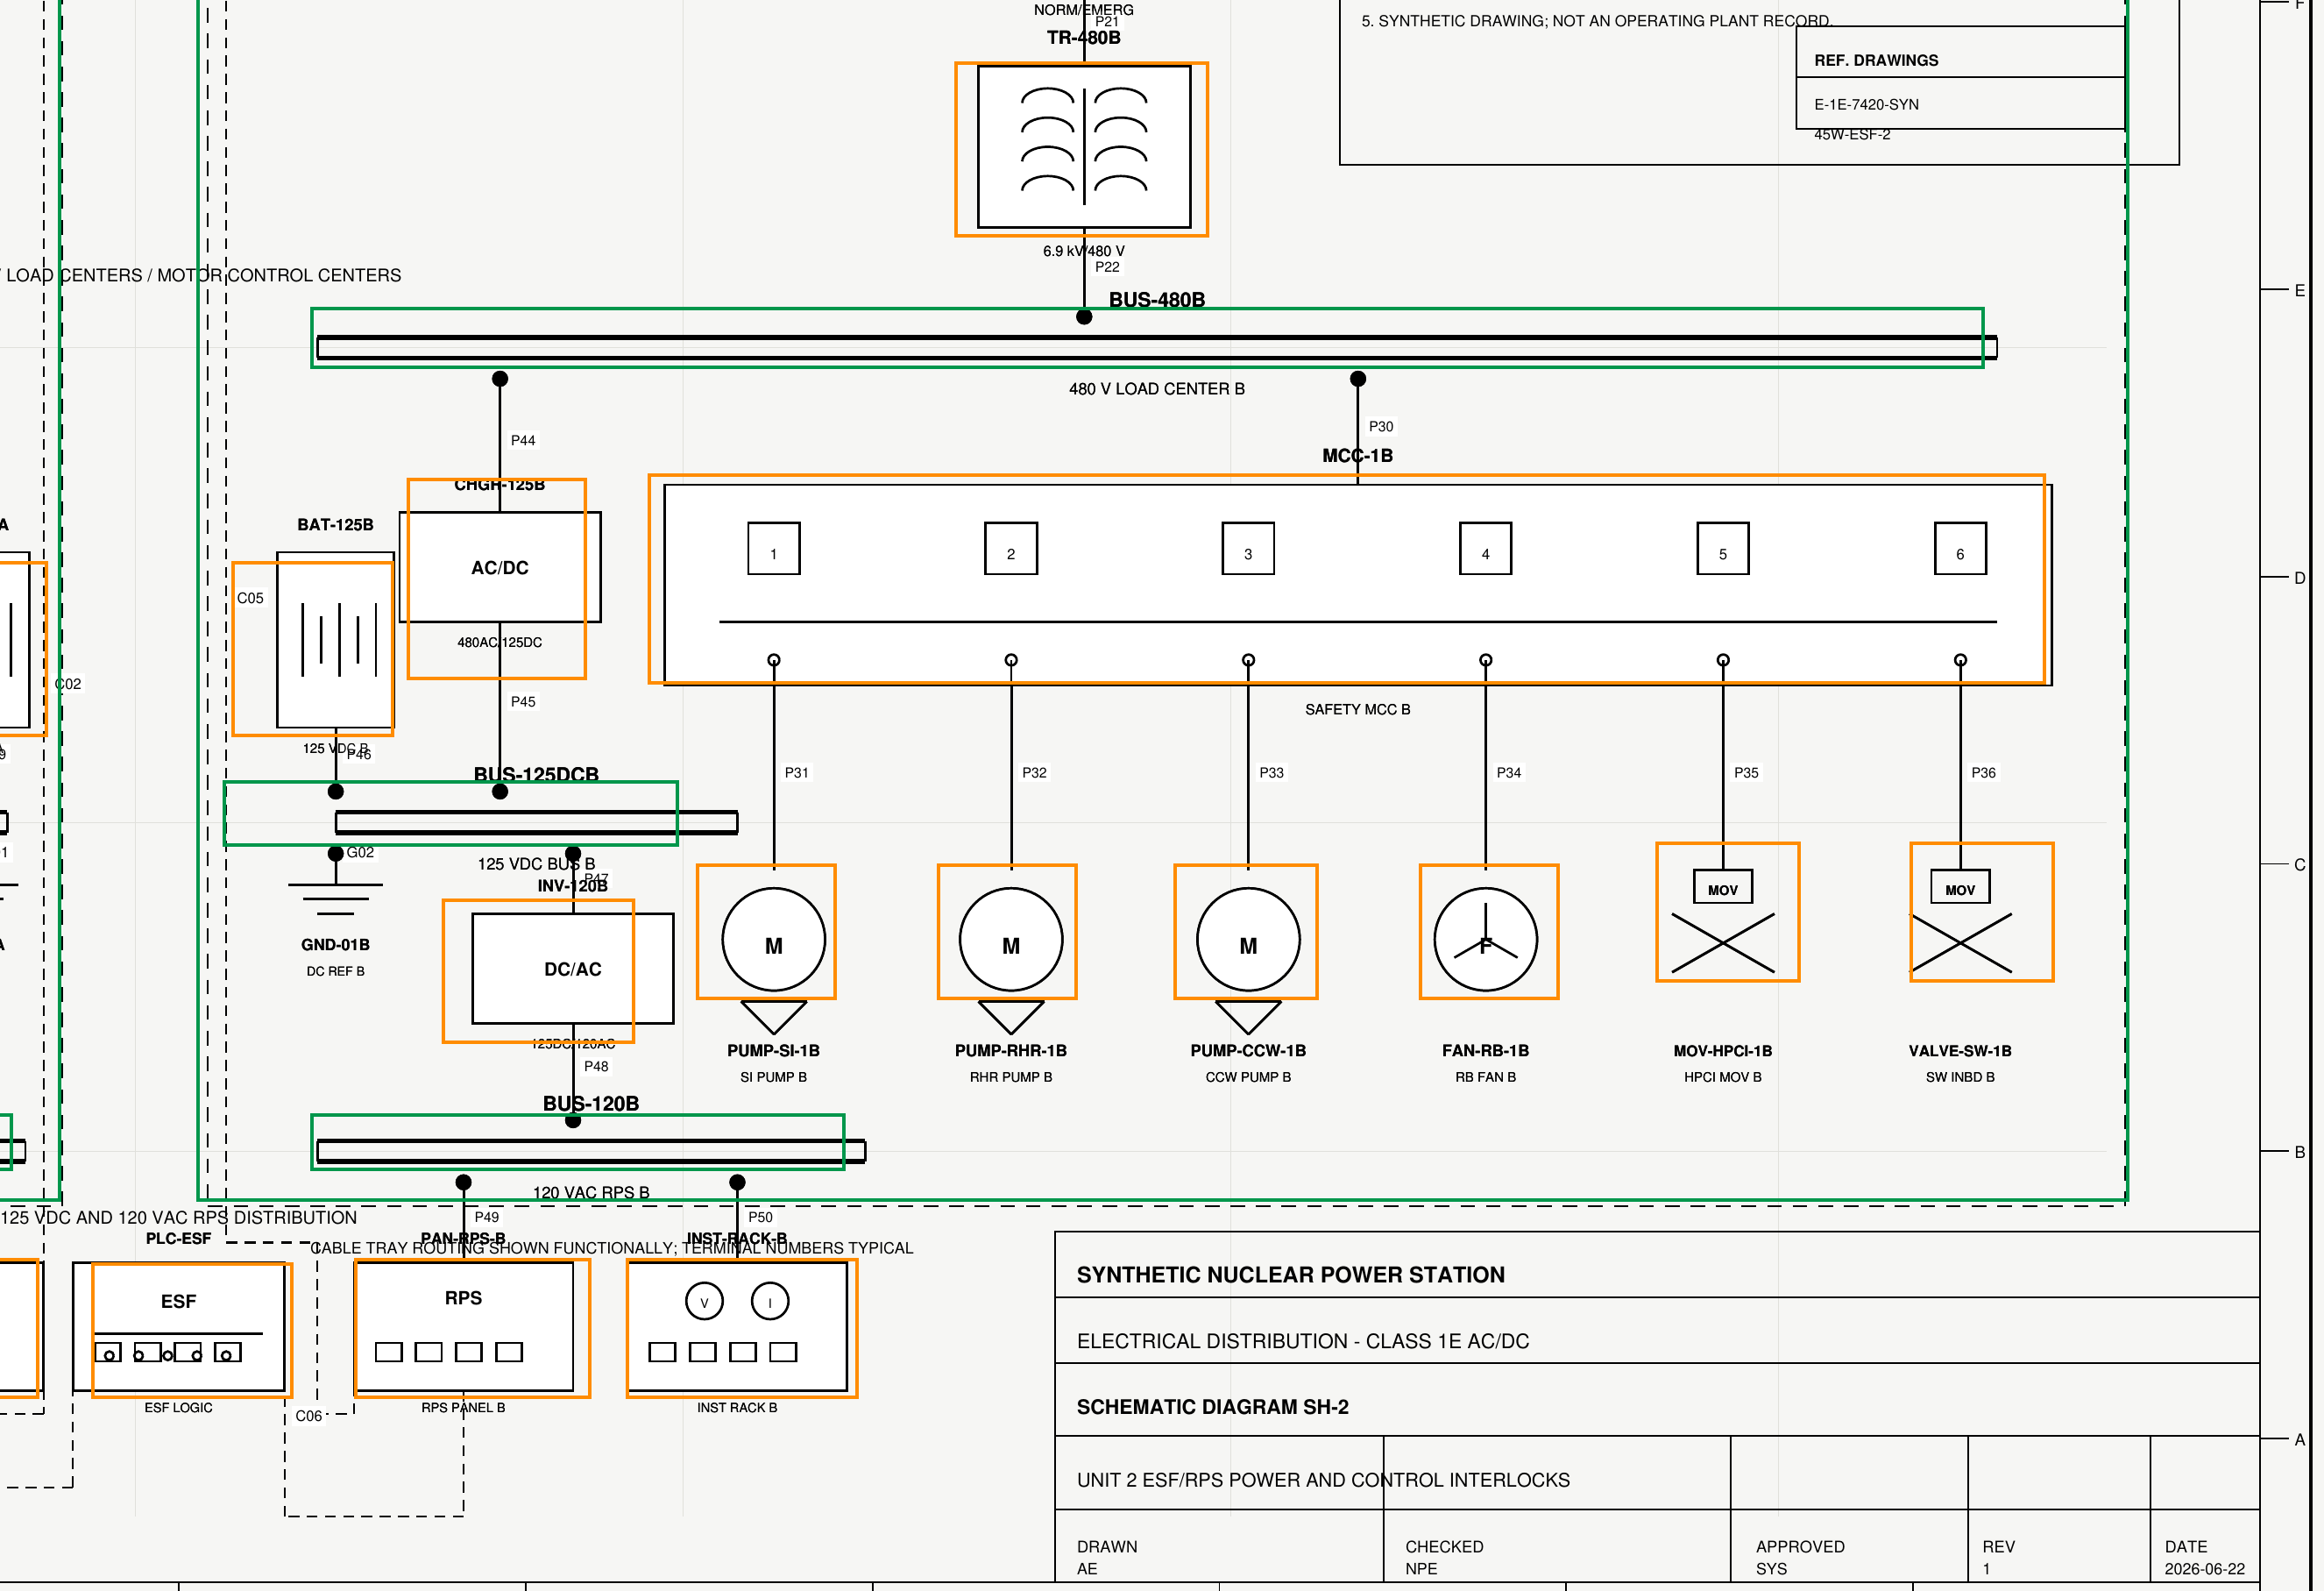 NORM/EMERG
P21
TR-480B
5. SYNTHETIC DRAWING; NOT AN OPERATING PLANT RECORD.
REF. DRAWINGS
E-1E-7420-SYN
45W-ESF-2
F
6.9 kV/480 V
P22
LOAD CENTERS / MOTOR CONTROL CENTERS
BUS-480B
E
480 V LOAD CENTER B
P44
P30
MCC-1B
CHGR-125B
A
BAT-125B
AC/DC
1
2
3
4
5
6
D
C05
480AC/125DC
C02
P45
SAFETY MCC B
125 VDC B
P46
9
BUS-125DCB
P31
P32
P33
P34
P35
P36
G02
1
125 VDC BUS B
P47
INV-120B
C
MOV
MOV
A
GND-01B
DC REF B
DC/AC
M
M
M
F
125DC/120AC
P48
PUMP-SI-1B
PUMP-RHR-1B
PUMP-CCW-1B
FAN-RB-1B
MOV-HPCI-1B
VALVE-SW-1B
SI PUMP B
RHR PUMP B
CCW PUMP B
RB FAN B
HPCI MOV B
SW INBD B
BUS-120B
B
120 VAC RPS B
125 VDC AND 120 VAC RPS DISTRIBUTION
P49
P50
PLC-ESF
PAN-RPS-B
INST-RACK-B
CABLE TRAY ROUTING SHOWN FUNCTIONALLY; TERMINAL NUMBERS TYPICAL
ESF
RPS
V
I
ESF LOGIC
C06
RPS PANEL B
INST RACK B
SYNTHETIC NUCLEAR POWER STATION
ELECTRICAL DISTRIBUTION - CLASS 1E AC/DC
SCHEMATIC DIAGRAM SH-2
A
UNIT 2 ESF/RPS POWER AND CONTROL INTERLOCKS
DRAWN
CHECKED
APPROVED
REV
DATE
AE
NPE
SYS
1
2026-06-22